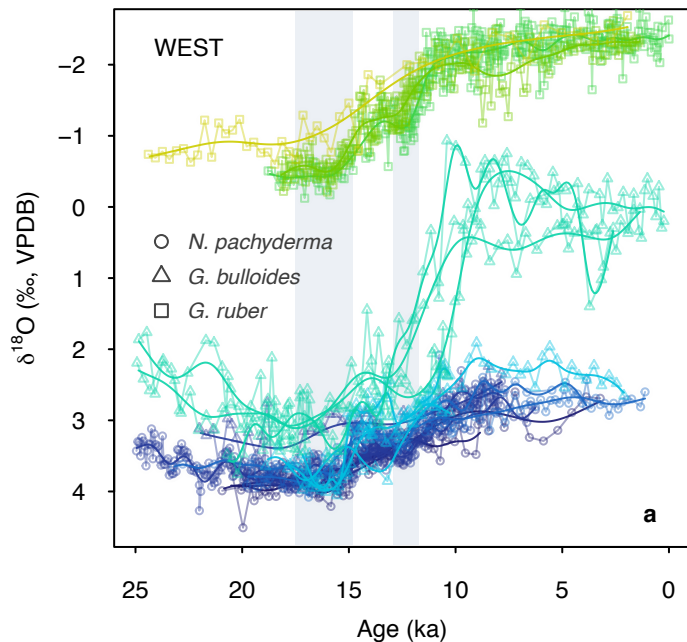 WEST
−2
−1
0
1
2
3
4
δ¹⁸O (‰, VPDB)
N. pachyderma
G. bulloides
G. ruber
a
25 20 15 10 5 0
Age (ka)